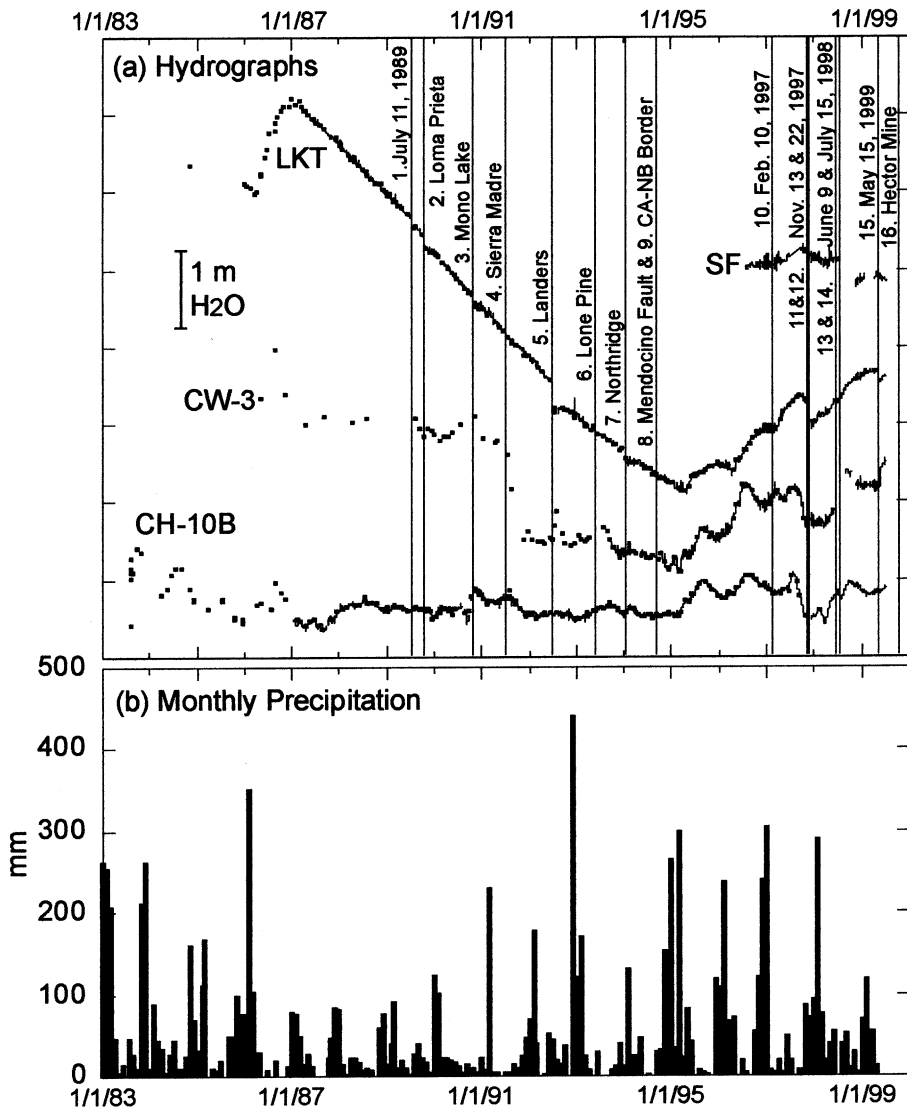 1/1/83 1/1/87 1/1/91 1/1/95 1/1/99
(a) Hydrographs
LKT
1 m
H2O
CW-3
CH-10B
SF
1.July 11, 1989
2. Loma Prieta
3. Mono Lake
4. Sierra Madre
5. Landers
6. Lone Pine
7. Northridge
8. Mendocino Fault & 9. CA-NB Border
10. Feb. 10, 1997
11&12. Nov. 13 & 22, 1997
13 & 14. June 9 & July 15, 1998
15. May 15, 1999
16. Hector Mine
(b) Monthly Precipitation
500
400
300
200
100
0
mm
1/1/83 1/1/87 1/1/91 1/1/95 1/1/99